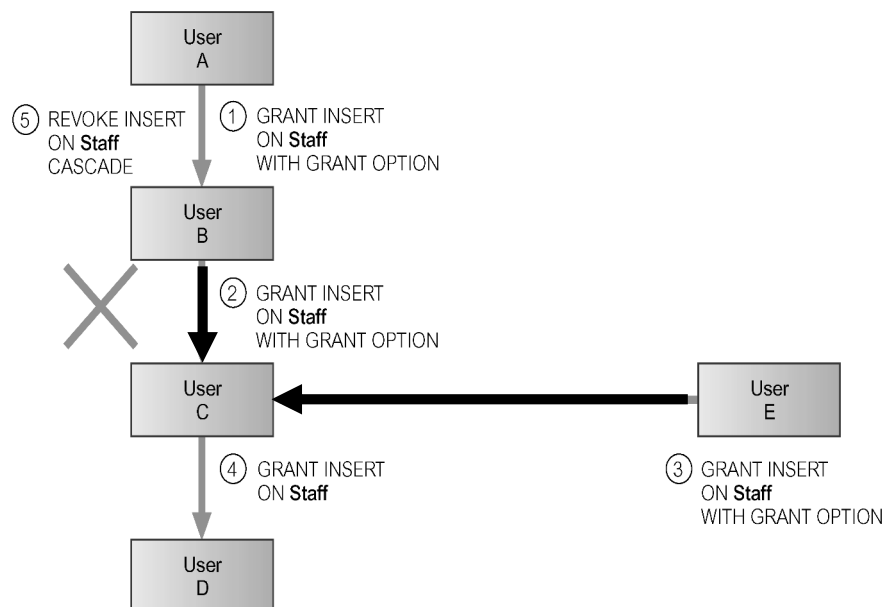 User
A
5 REVOKE INSERT
ON Staff
CASCADE
1 GRANT INSERT
ON Staff
WITH GRANT OPTION
User
B
2 GRANT INSERT
ON Staff
WITH GRANT OPTION
User
C
User
E
4 GRANT INSERT
ON Staff
3 GRANT INSERT
ON Staff
WITH GRANT OPTION
User
D